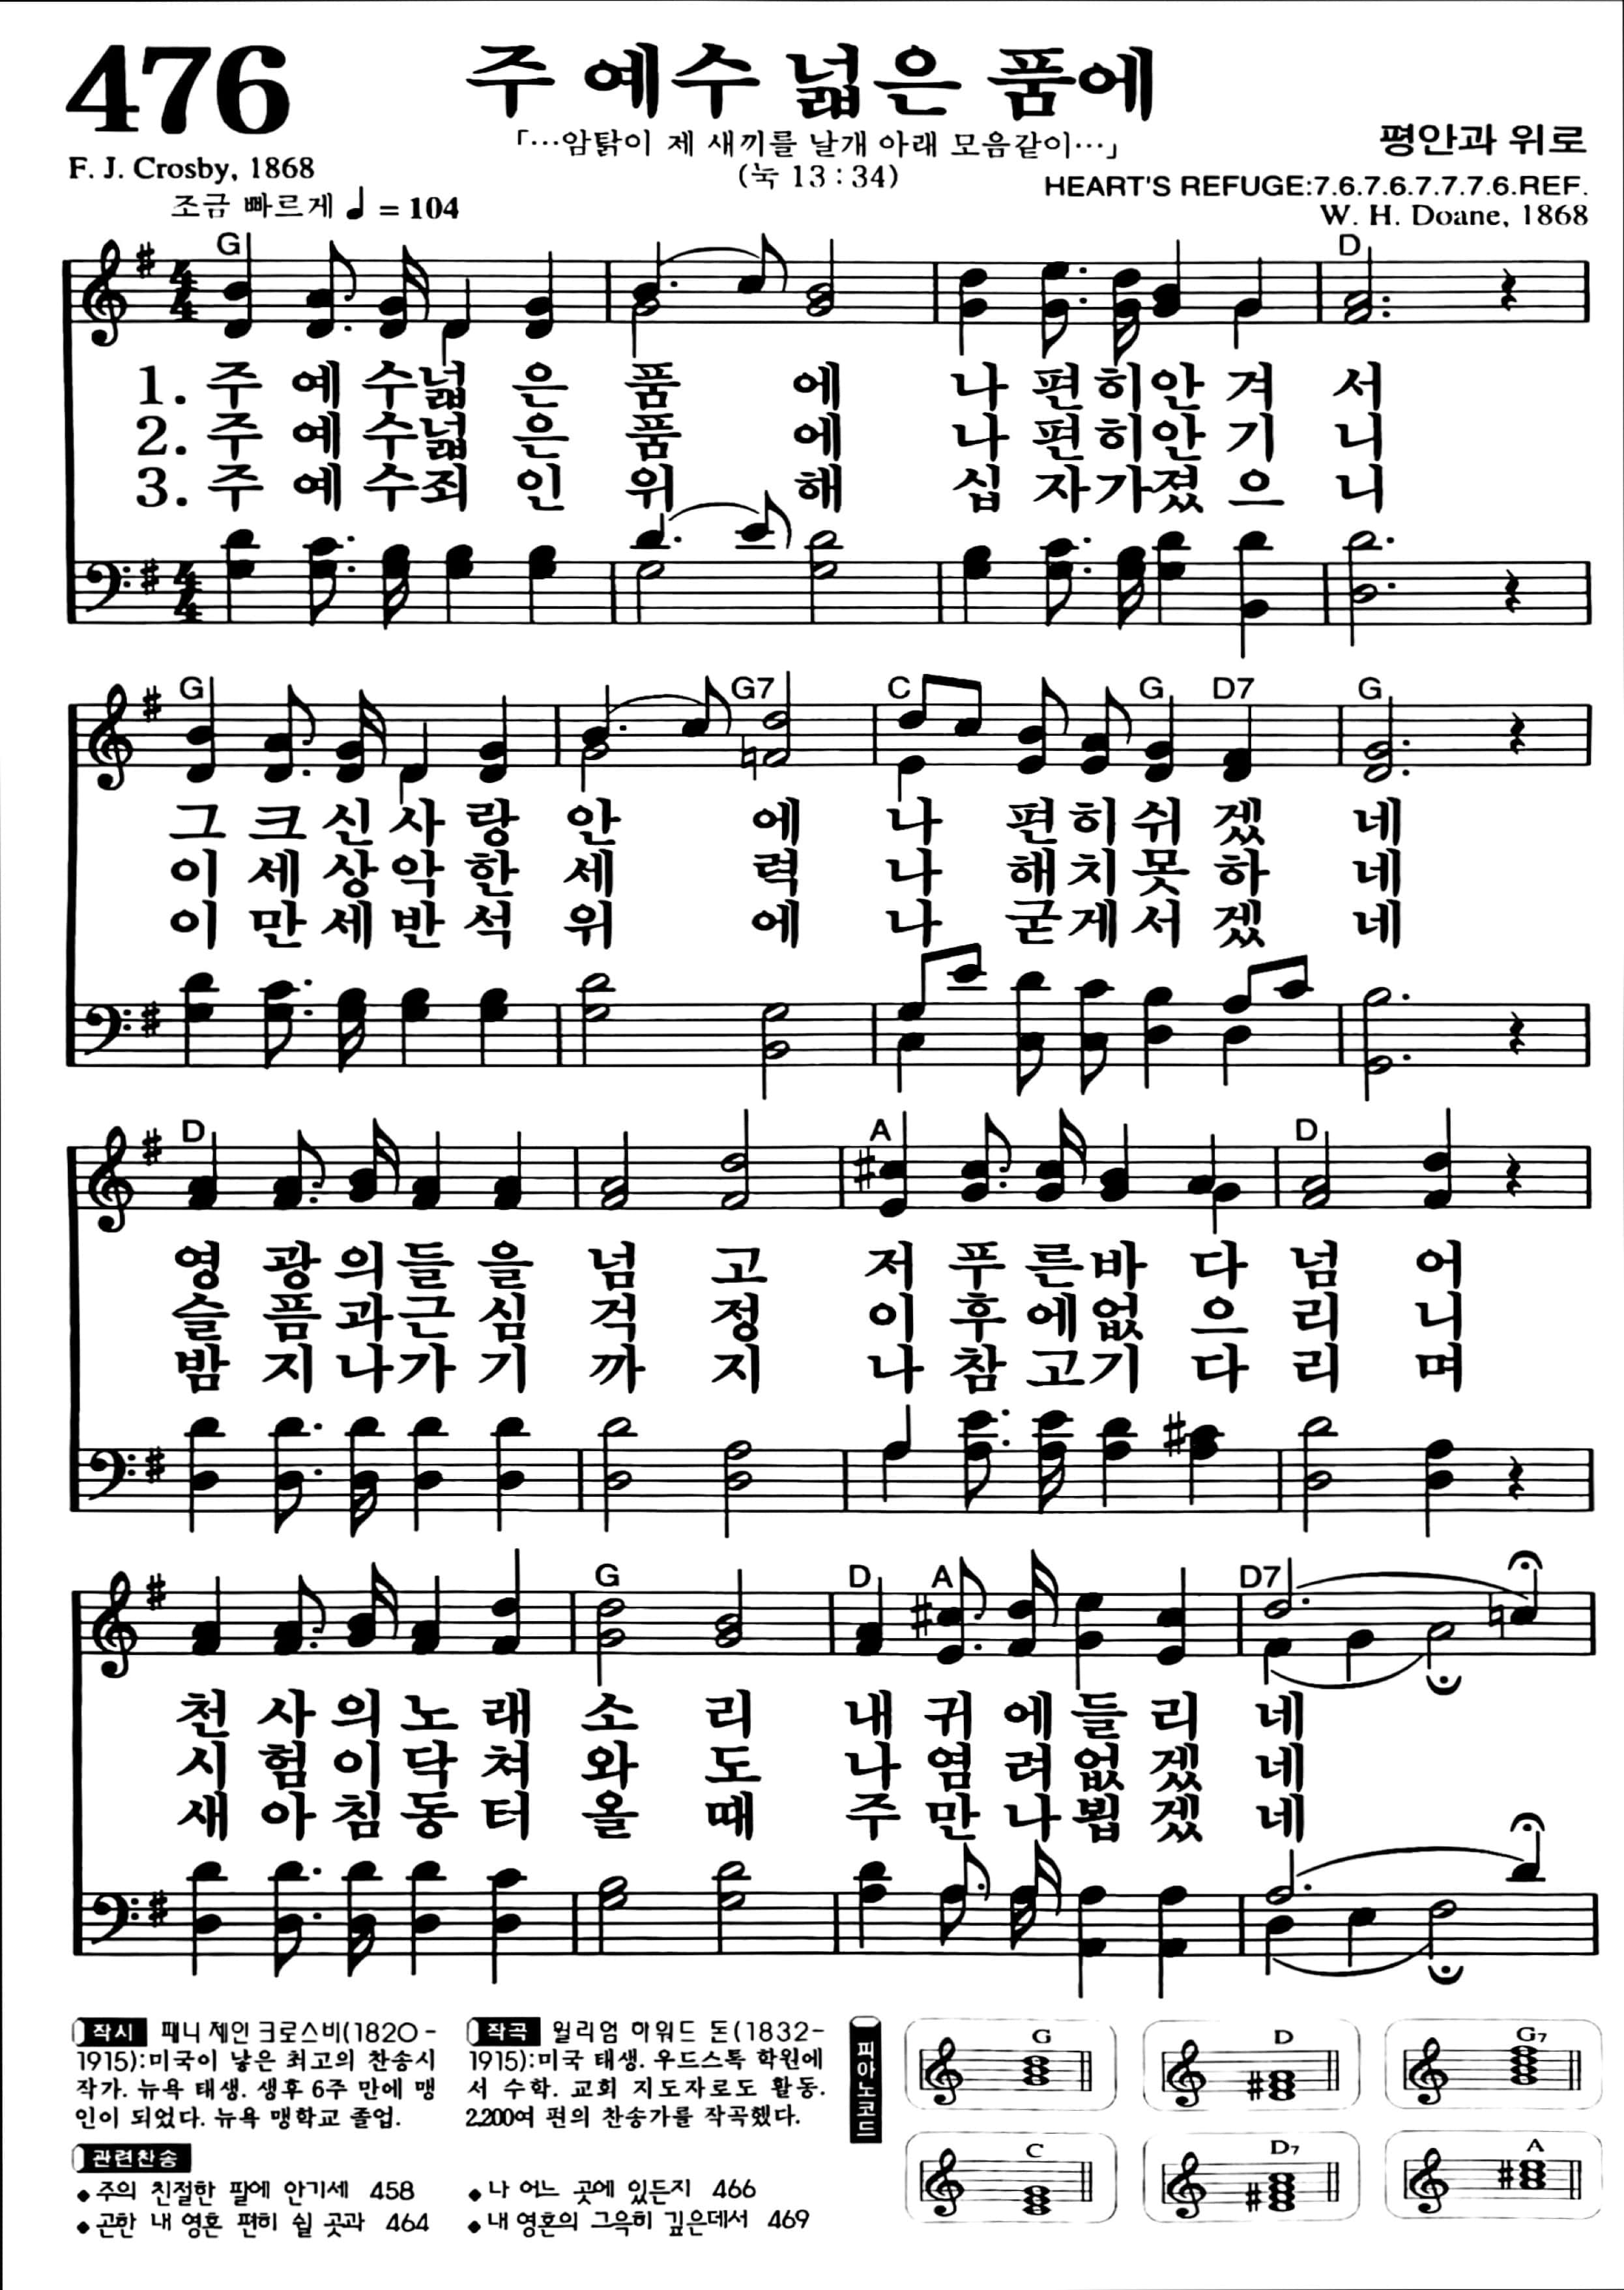 476
주 예수 넓은 품에
「…암탉이 제 새끼를 날개 아래 모음같이…」
(눅 13 : 34)
평안과 위로
F. J. Crosby, 1868
HEART'S REFUGE:7.6.7.6.7.7.7.6.REF.
조금 빠르게 ♩ = 104
W. H. Doane, 1868
G D
1. 주 예 수넓 은 품 에 나 편히안 겨 서
2. 주 예 수넓 은 품 에 나 편히안 기 니
3. 주 예 수죄 인 위 해 십 자가졌 으 니
G G7 C G D7 G
그 크 신 사 랑 안 에 나 편히 쉬 겠 네
이 세 상 악 한 세 력 나 해치 못 하 네
이 만 세 반 석 위 에 나 굳게 서 겠 네
D A D
영 광 의들 을 넘 고 저 푸 른바 다 넘 어
슬 픔 과근 심 걱 정 이 후 에없 으 리 니
밤 지 나가 기 까 지 나 참 고기 다 리 며
G D A D7
천 사 의 노 래 소 리 내 귀 에 들 리 네
시 험 이 닥 쳐 와 도 나 염 려 없 겠 네
새 아 침 동 터 올 때 주 만 나 뵙 겠 네
작시 패니 제인 크로스비(1820-
1915):미국이 낳은 최고의 찬송시
작가. 뉴욕 태생. 생후 6주 만에 맹
인이 되었다. 뉴욕 맹학교 졸업.
작곡 윌리엄 하워드 돈(1832-
1915):미국 태생. 우드스톡 학원에
서 수학. 교회 지도자로도 활동.
2,200여 편의 찬송가를 작곡했다.
관련찬송
•주의 친절한 팔에 안기세 458
•곤한 내 영혼 편히 쉴 곳과 464
•나 어느 곳에 있든지 466
•내 영혼의 그윽히 깊은데서 469
피아노코드
G D G7
C D7 A